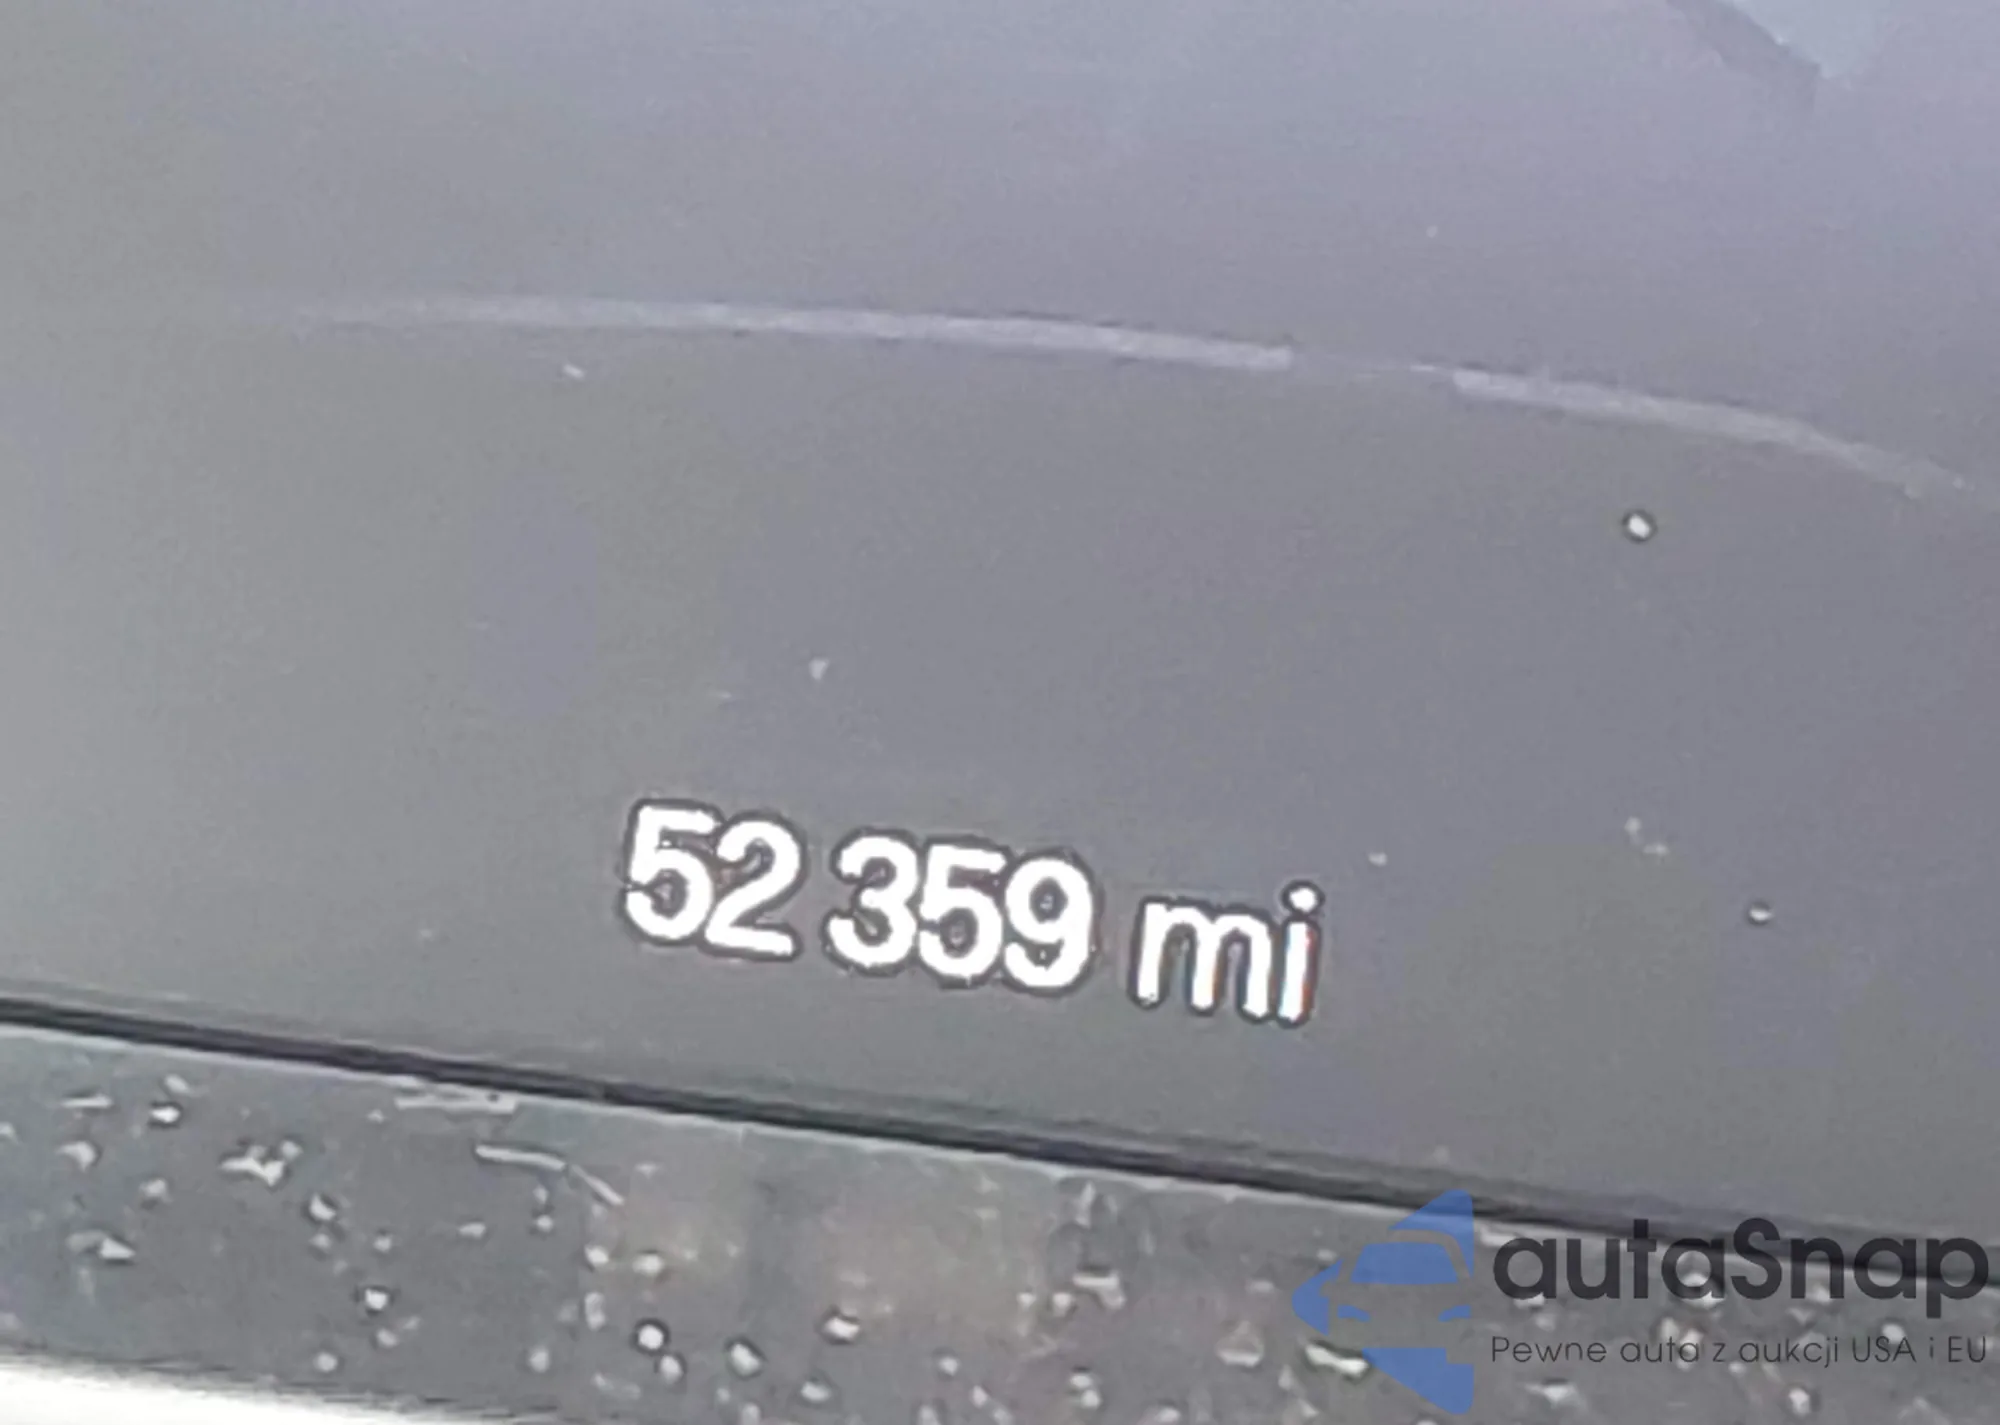 52 359 mi
autaSnap
Pewne auta z aukcji USA i EU